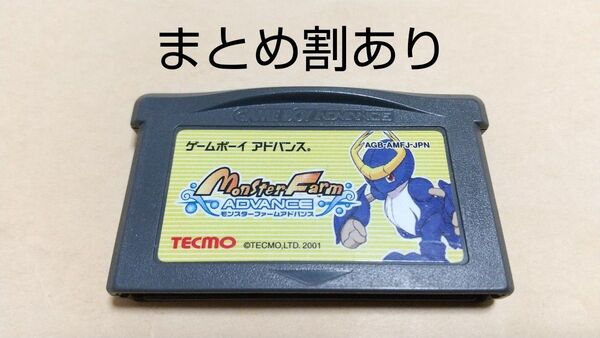 まとめ割あり
GAME BOY ADVANCE
ゲームボーイ アドバンス®
AGB-AMFJ-JPN
Monster Farm
ADVANCE
モンスターファームアドバンス
TECMO
©TECMO,LTD. 2001